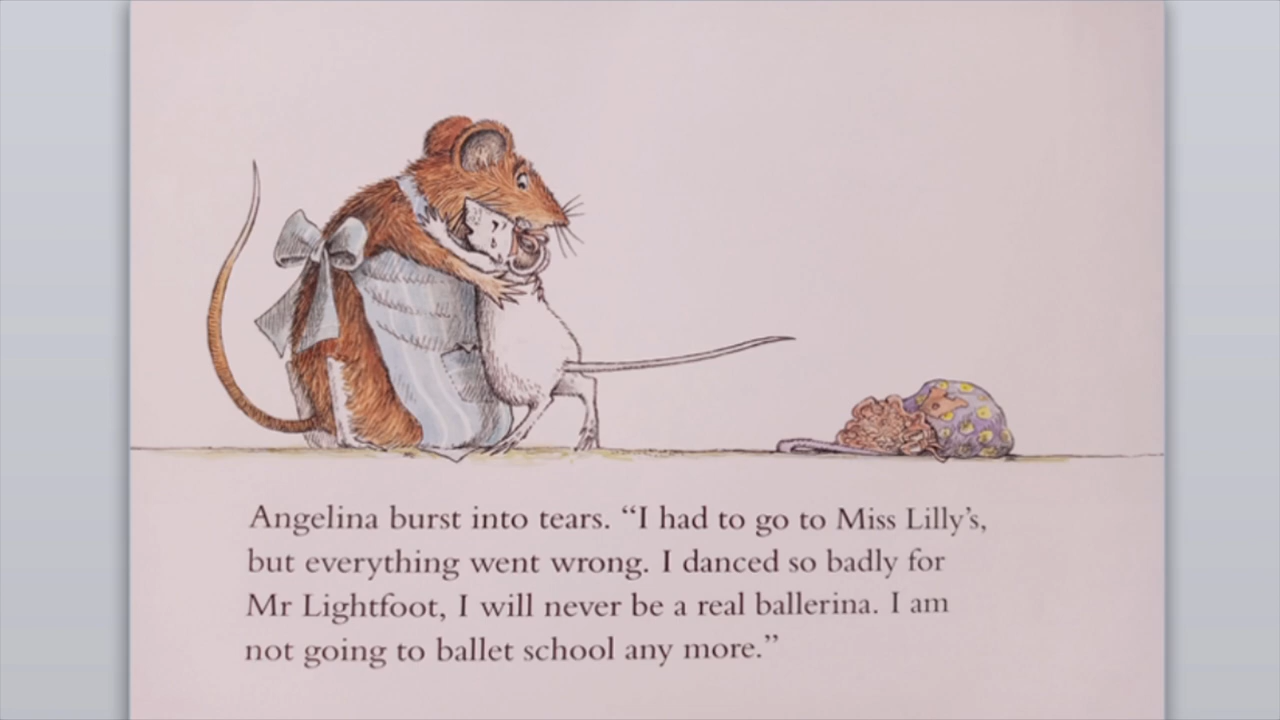 Angelina burst into tears. “I had to go to Miss Lilly’s,
but everything went wrong. I danced so badly for
Mr Lightfoot, I will never be a real ballerina. I am
not going to ballet school any more.”